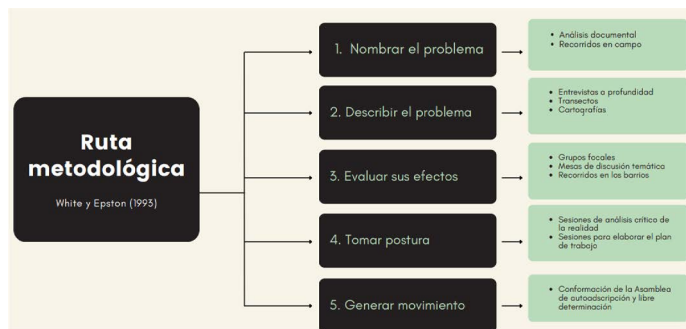 Ruta
metodológica
White y Epston (1993)
1. Nombrar el problema
• Análisis documental
• Recorridos en campo
2. Describir el problema
• Entrevistas a profundidad
• Transectos
• Cartografías
3. Evaluar sus efectos
• Grupos focales
• Mesas de discusión temático
• Recorridos en los barrios
4. Tomar postura
• Sesiones de análisis crítico de
la realidad
• Sesiones para elaborar el plan
de trabajo
5. Generar movimiento
• Conformación de la Asamblea
de autoadscripción y libre
determinación